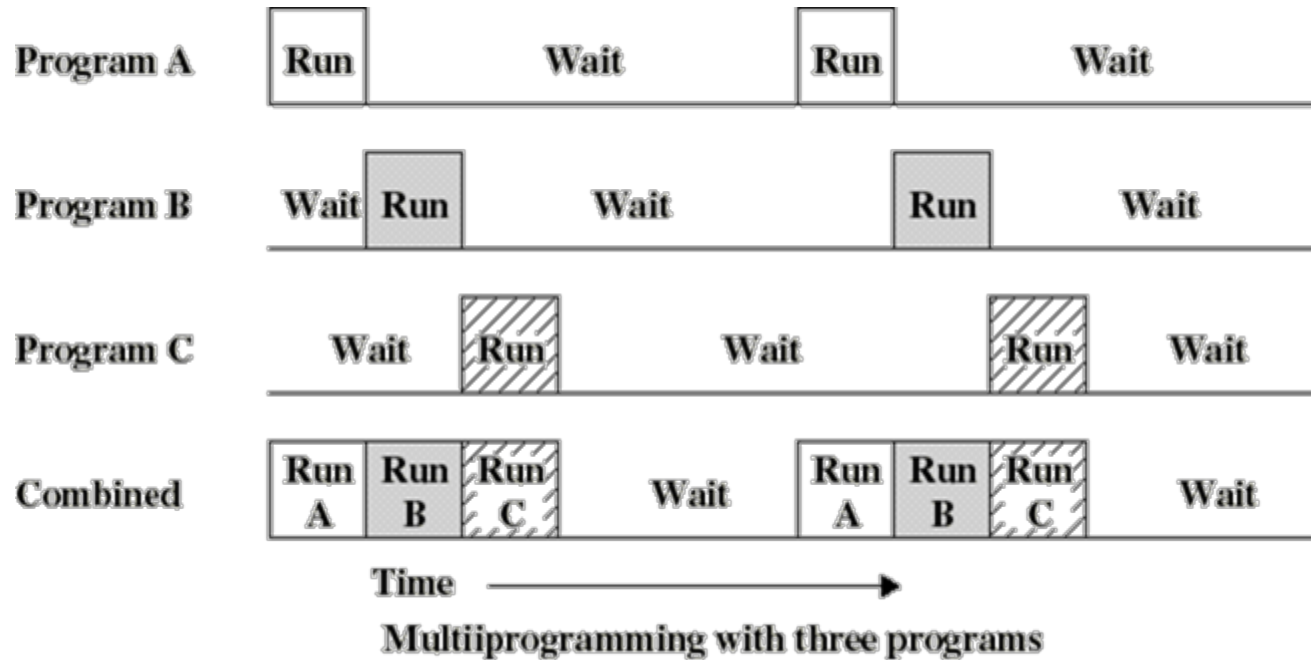 Program A Run Wait Run Wait
Program B Wait Run Wait Run Wait
Program C Wait Run Wait Run Wait
Combined Run A Run B Run C Wait Run A Run B Run C Wait
Time
Multiiprogramming with three programs